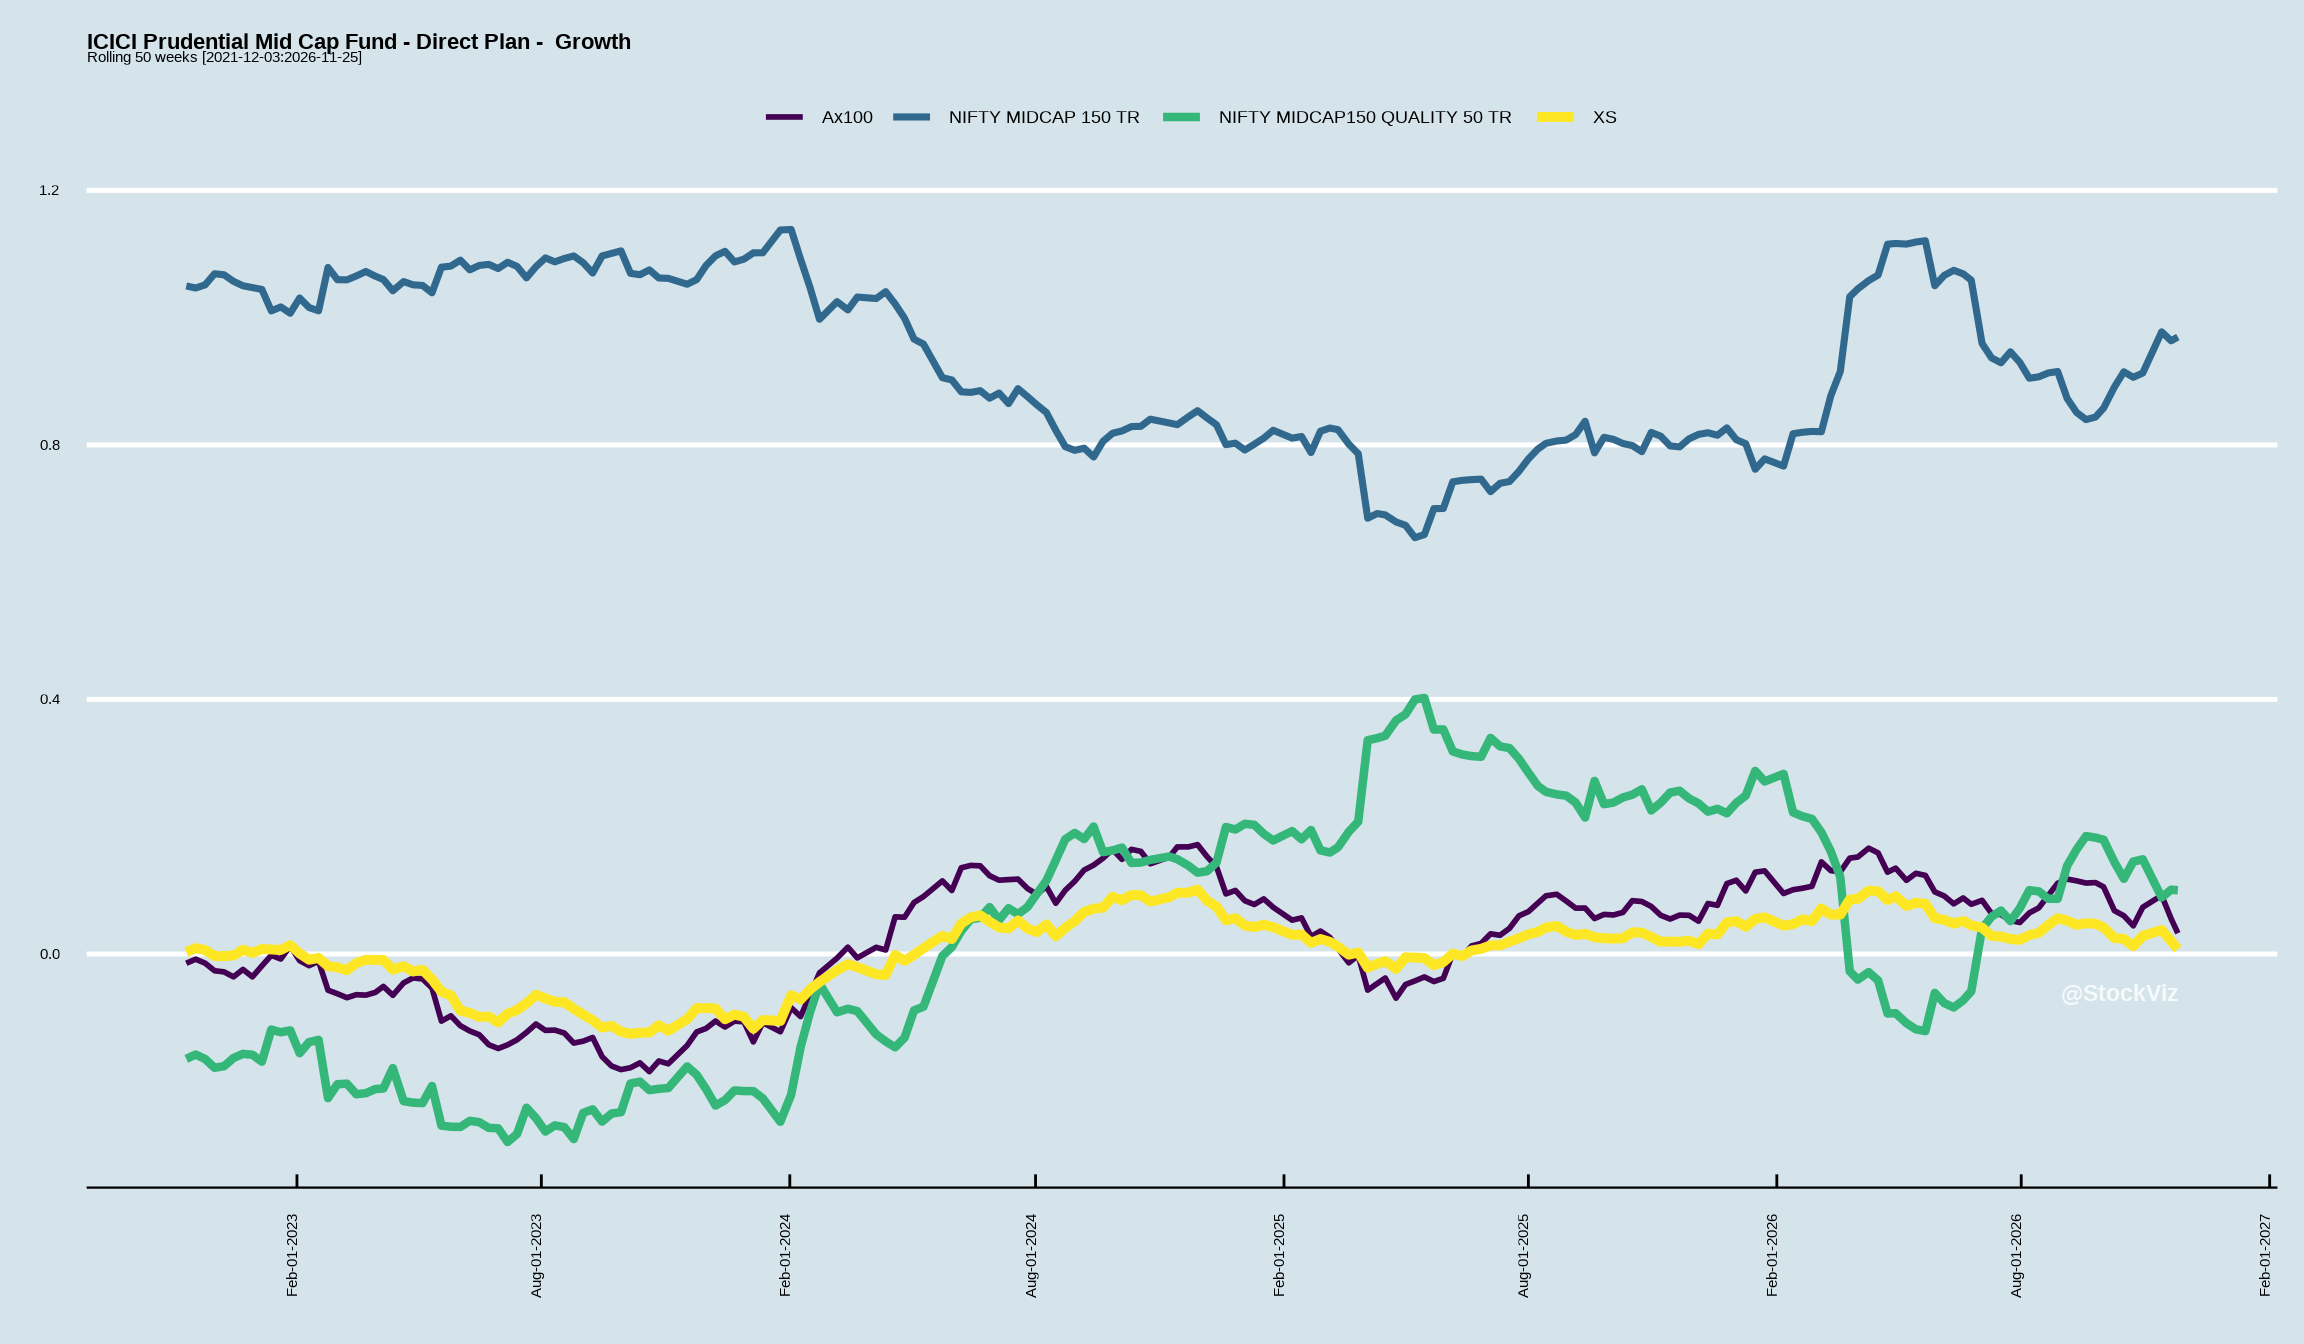 ICICI Prudential Mid Cap Fund - Direct Plan -  Growth
Rolling 50 weeks [2021-12-03:2026-11-25]
Ax100 NIFTY MIDCAP 150 TR NIFTY MIDCAP150 QUALITY 50 TR XS
1.2
0.8
0.4
0.0
@StockViz
Feb-01-2023
Aug-01-2023
Feb-01-2024
Aug-01-2024
Feb-01-2025
Aug-01-2025
Feb-01-2026
Aug-01-2026
Feb-01-2027